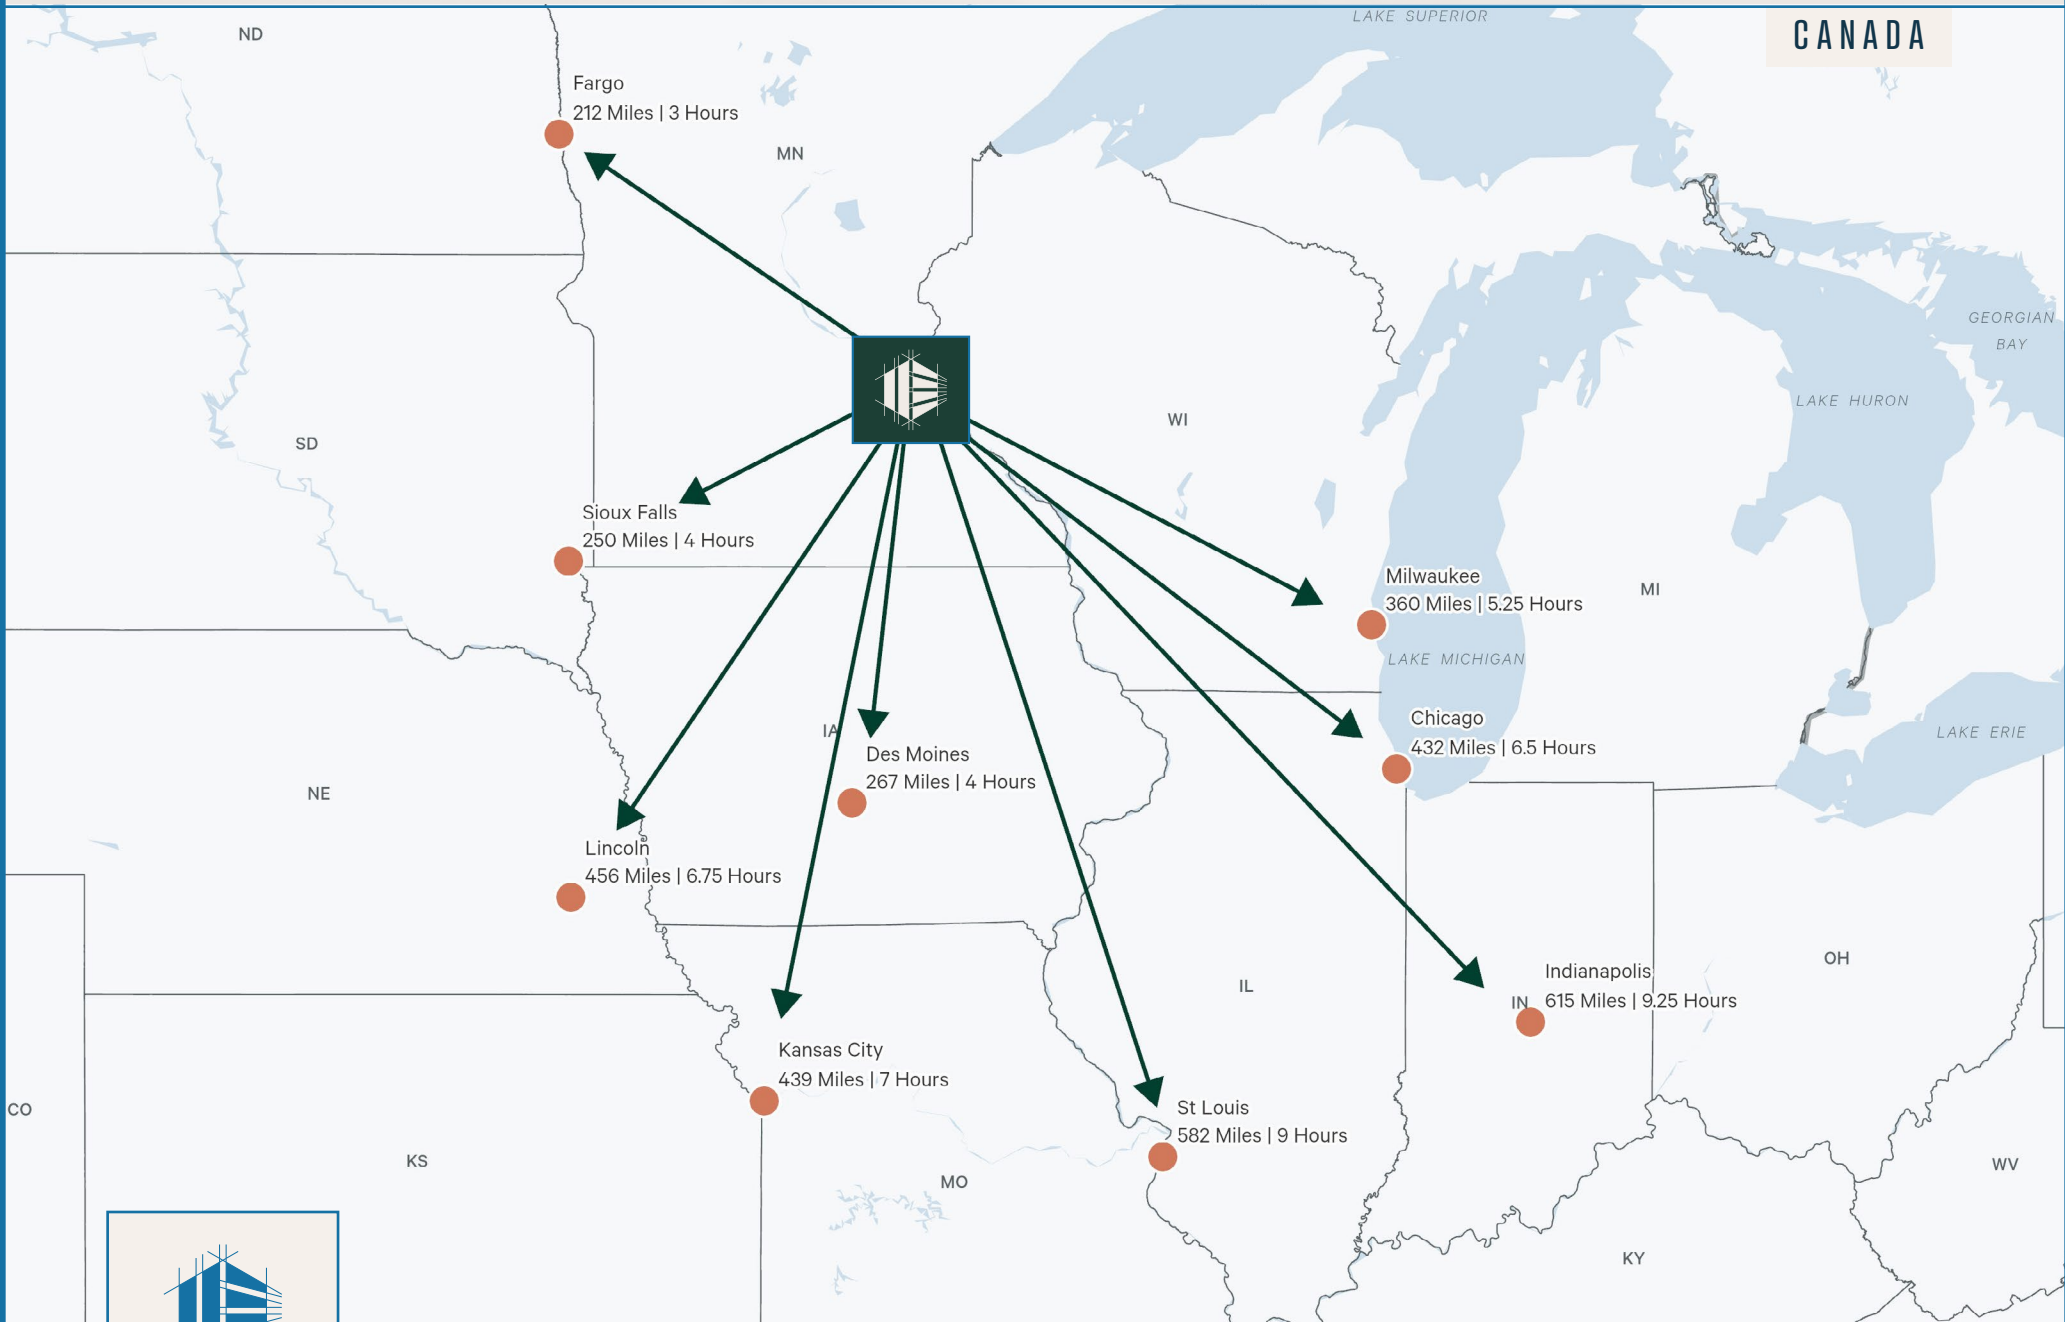 LAKE SUPERIOR
CANADA
ND
Fargo
212 Miles | 3 Hours
MN
GEORGIAN
BAY
LAKE HURON
WI
SD
Sioux Falls
250 Miles | 4 Hours
Milwaukee
360 Miles | 5.25 Hours
MI
LAKE MICHIGAN
Chicago
432 Miles | 6.5 Hours
LAKE ERIE
IA
Des Moines
267 Miles | 4 Hours
NE
Lincoln
456 Miles | 6.75 Hours
OH
IL
Indianapolis
IN
615 Miles | 9.25 Hours
Kansas City
439 Miles | 7 Hours
CO
St Louis
582 Miles | 9 Hours
KS
MO
WV
KY